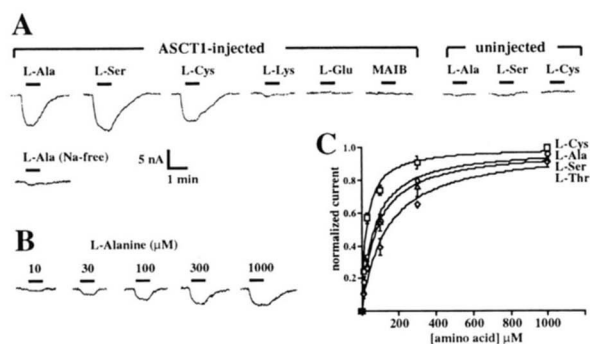 A
ASCT1-injected
uninjected
L-Ala L-Ser L-Cys L-Lys L-Glu MAIB L-Ala L-Ser L-Cys
L-Ala (Na-free)
5 nA
1 min
B
L-Alanine (µM)
10 30 100 300 1000
C
L-Cys
L-Ala
L-Ser
L-Thr
normalized current
1.0
0.8
0.6
0.4
0.2
200 400 600 800 1000
[amino acid] µM